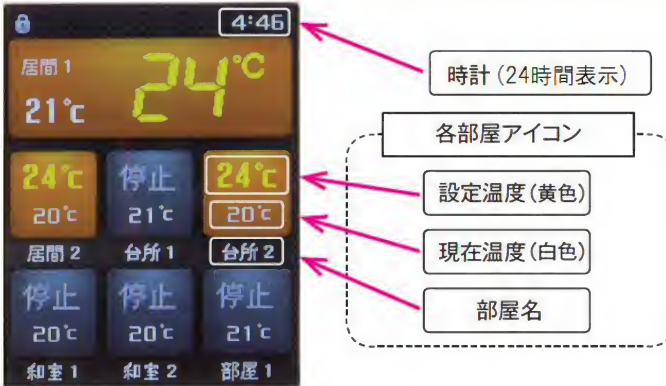 4:46
居間 1
21℃
24℃
24℃ 停止 24℃
20℃ 21℃ 20℃
居間 2 台所 1 台所 2
停止 停止 停止
20℃ 20℃ 21℃
和室 1 和室 2 部屋 1
時計(24時間表示)
各部屋アイコン
設定温度(黄色)
現在温度(白色)
部屋名